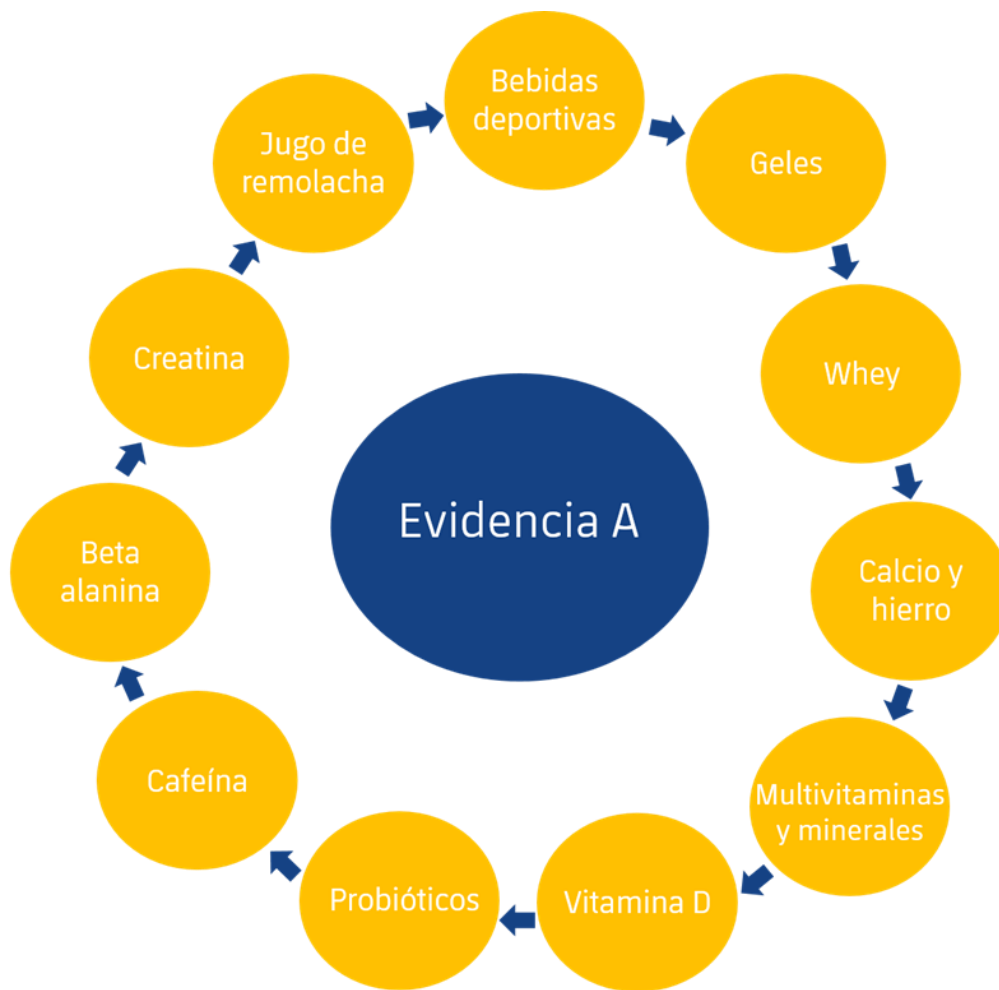 Bebidas
deportivas
Geles
Whey
Calcio y
hierro
Multivitaminas
y minerales
Vitamina D
Probióticos
Cafeína
Beta
alanina
Creatina
Jugo de
remolacha
Evidencia A